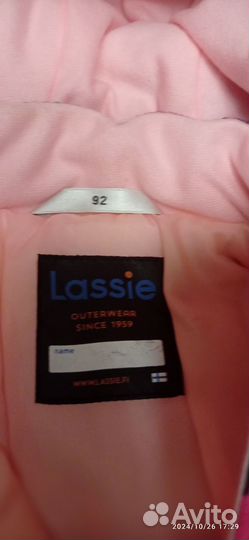 92
Lassie
OUTERWEAR
SINCE 1959
name
WWW.LASSIE.FI
Avito
2024/10/26 17:29